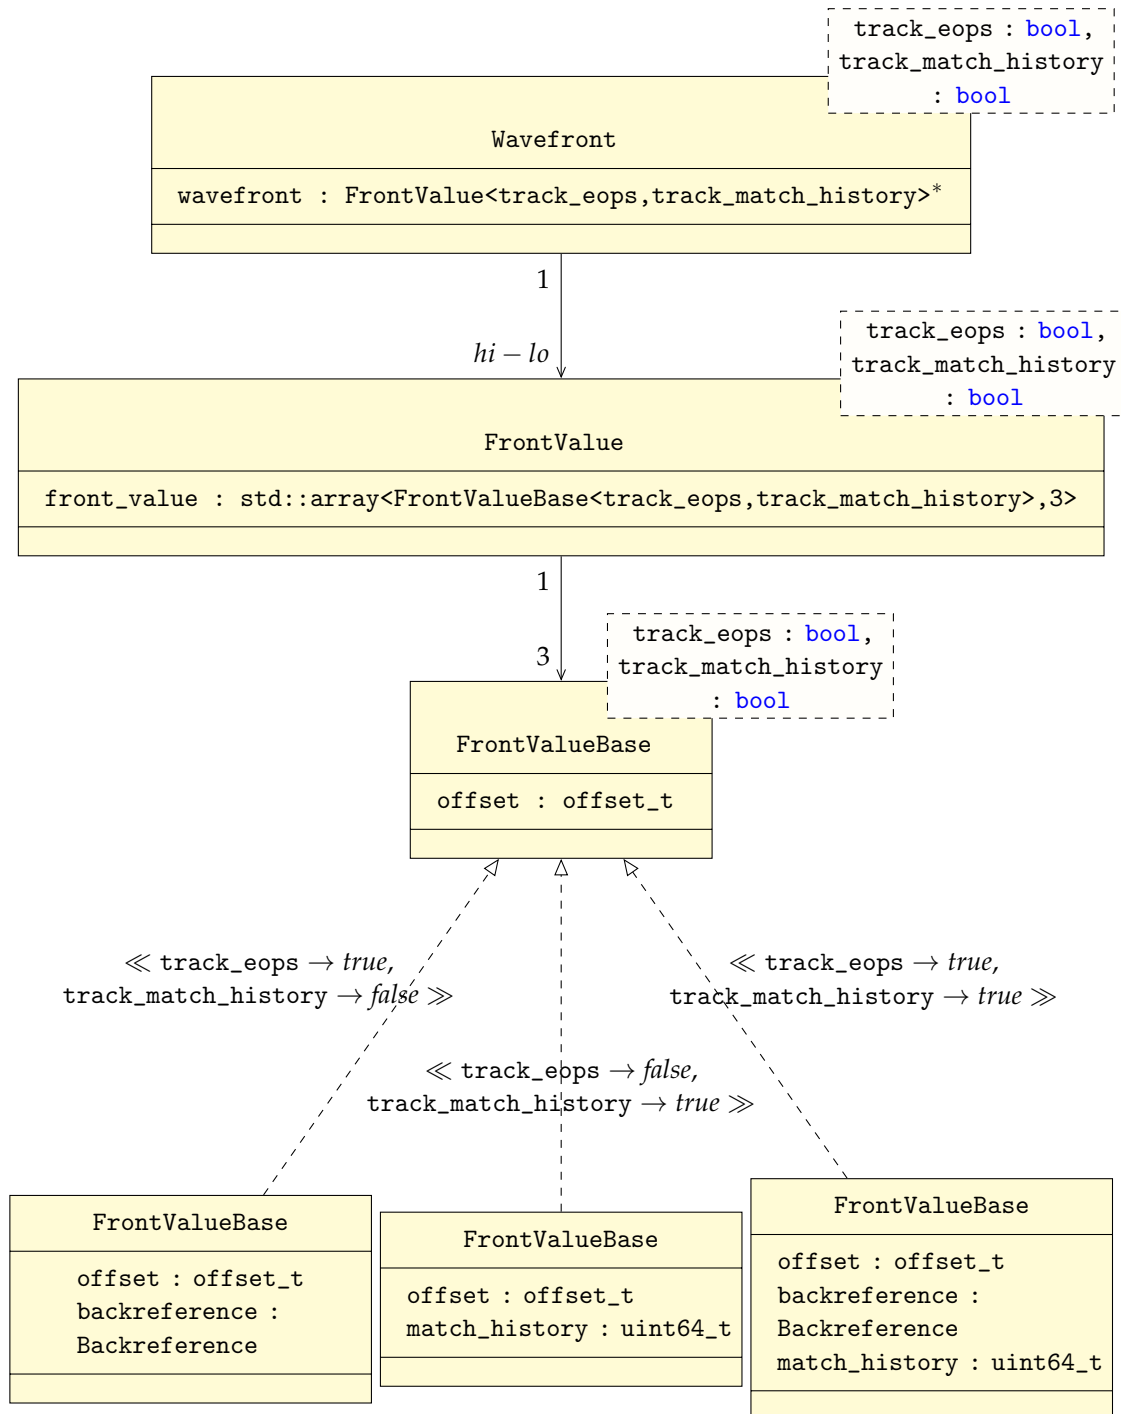 track_eops : bool,
track_match_history
: bool
Wavefront
wavefront : FrontValue<track_eops,track_match_history>*
1
hi − lo
track_eops : bool,
track_match_history
: bool
FrontValue
front_value : std::array<FrontValueBase<track_eops,track_match_history>,3>
1
3
track_eops : bool,
track_match_history
: bool
FrontValueBase
offset : offset_t
≪ track_eops → true,
track_match_history → false ≫
≪ track_eops → true,
track_match_history → true ≫
≪ track_eops → false,
track_match_history → true ≫
FrontValueBase
offset : offset_t
backreference :
Backreference
FrontValueBase
offset : offset_t
match_history : uint64_t
FrontValueBase
offset : offset_t
backreference :
Backreference
match_history : uint64_t